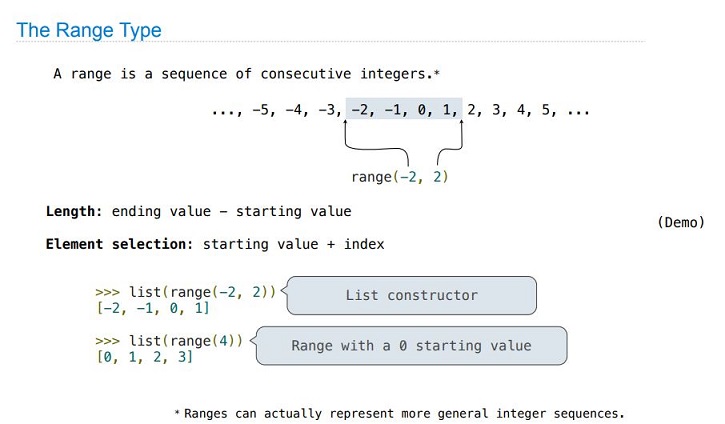 The Range Type
A range is a sequence of consecutive integers.*
..., -5, -4, -3, -2, -1, 0, 1, 2, 3, 4, 5, ...
range(-2, 2)
Length: ending value - starting value
(Demo)
Element selection: starting value + index
>>> list(range(-2, 2)) List constructor
[-2, -1, 0, 1]
>>> list(range(4)) Range with a 0 starting value
[0, 1, 2, 3]
* Ranges can actually represent more general integer sequences.